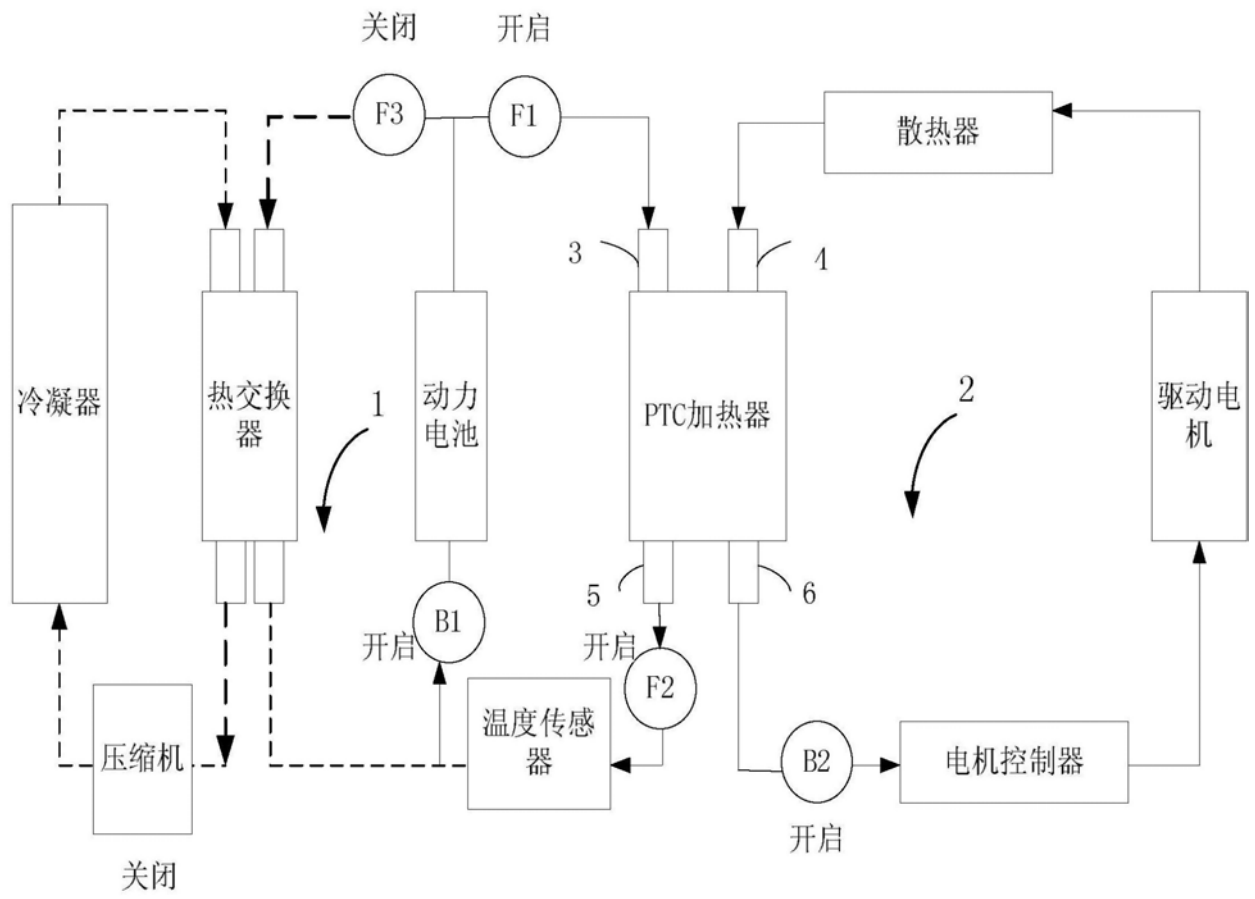 关闭
开启
F3
F1
散热器
3
4
冷凝器
热交换
器
1
动力
电池
PTC加热器
2
驱动电
机
5
6
B1
开启
开启
F2
压缩机
温度传感
器
B2
电机控制器
开启
关闭